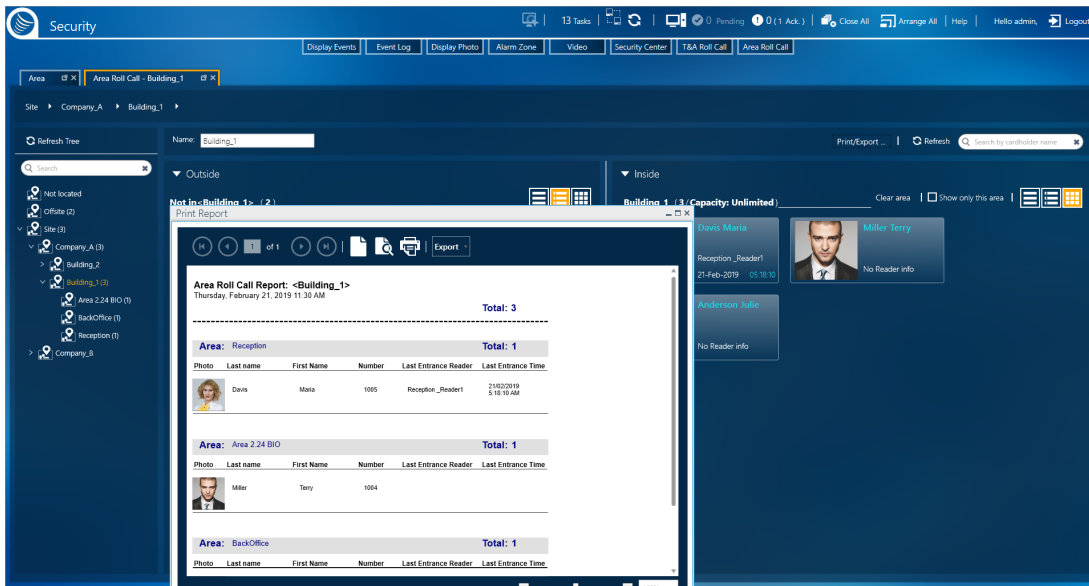 Security
13 Tasks
0 Pending
0 (1 Ack.)
Close All
Arrange All
Help
Hello admin,
Logout
Display Events
Event Log
Display Photo
Alarm Zone
Video
Security Center
T&A Roll Call
Area Roll Call
Area
Area Roll Call - Building_1
Site
Company_A
Building_1
Refresh Tree
Name: Building_1
Print/Export ...
Refresh
Search by cardholder name
Search
Not located
Offsite (2)
Site (3)
Company_A (3)
Building_2
Building_1 (3)
Area 2.24 BIO (1)
BackOffice (1)
Reception (1)
Company_B
Outside
Not in<Building_1> (2)
Inside
Building_1 (3/Capacity: Unlimited)
Clear area
Show only this area
Davis Maria
Reception _Reader1
21-Feb-2019 05:18:10
Miller Terry
No Reader info
Anderson Julie
No Reader info
Print Report
1 of 1
Export
Area Roll Call Report: <Building_1>
Thursday, February 21, 2019 11:30 AM
Total: 3
Area: Reception Total: 1
Photo Last name First Name Number Last Entrance Reader Last Entrance Time
Davis Maria 1005 Reception _Reader1 21/02/2019
5:18:10 AM
Area: Area 2.24 BIO Total: 1
Photo Last name First Name Number Last Entrance Reader Last Entrance Time
Miller Terry 1004
Area: BackOffice Total: 1
Photo Last name First Name Number Last Entrance Reader Last Entrance Time